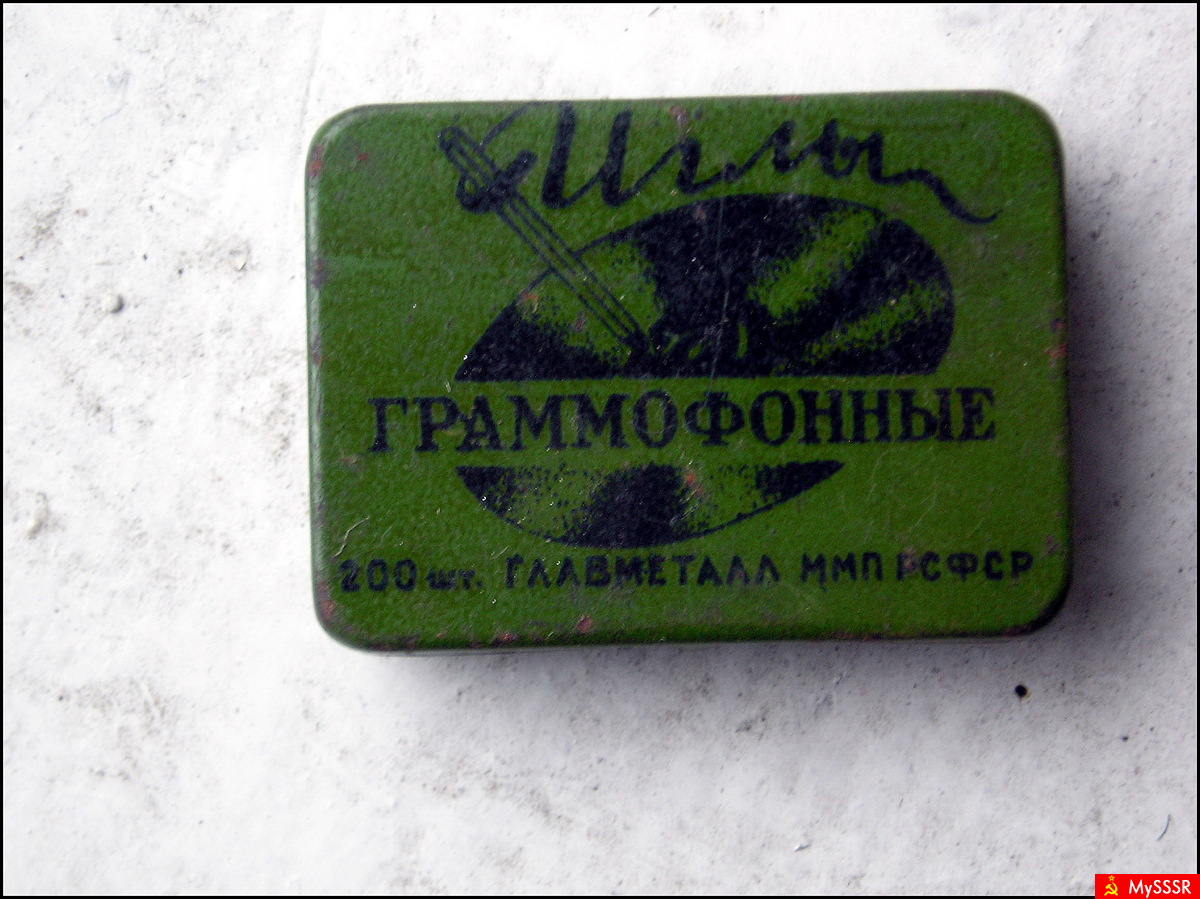 Иглы
ГРАММОФОННЫЕ
200 шт. ГЛАВМЕТАЛЛ ММП РСФСР
MySSSR